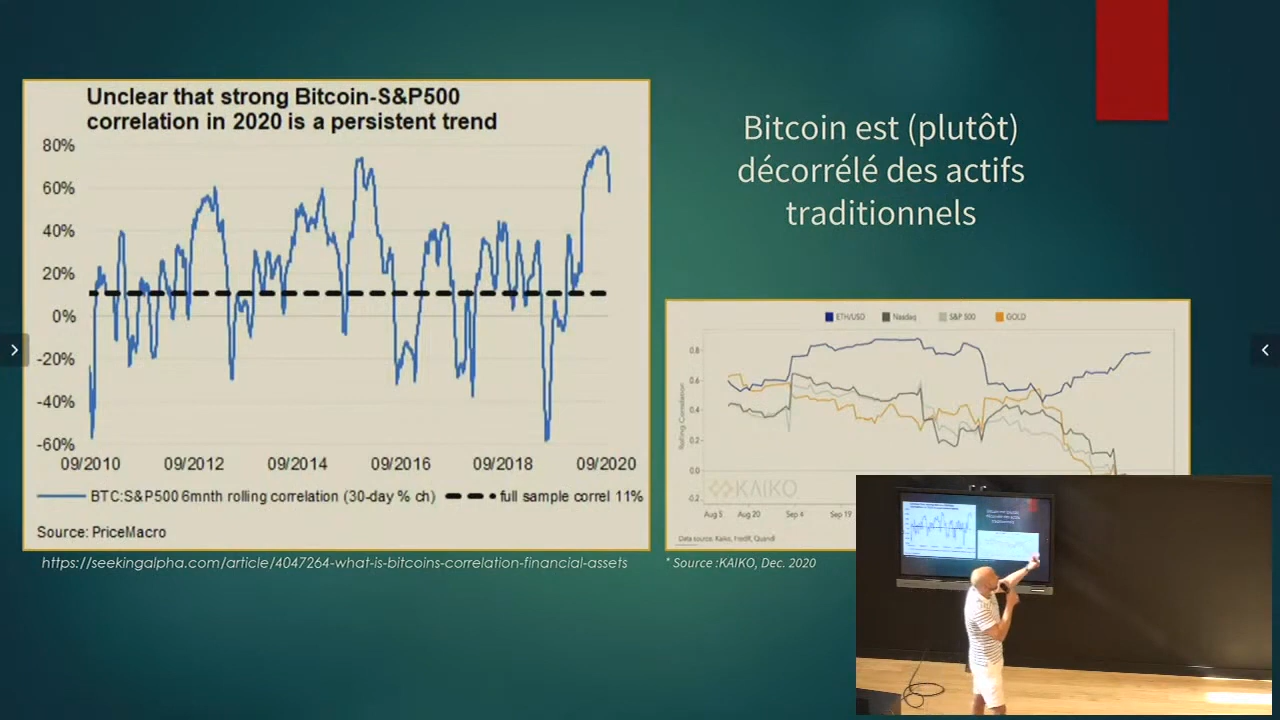 Unclear that strong Bitcoin-S&P500
correlation in 2020 is a persistent trend
80%
60%
40%
20%
0%
-20%
-40%
-60%
09/2010 09/2012 09/2014 09/2016 09/2018 09/2020
BTC:S&P500 6mnth rolling correlation (30-day % ch) full sample correl 11%
Source: PriceMacro
https://seekingalpha.com/article/4047264-what-is-bitcoins-correlation-financial-assets
Bitcoin est (plutôt)
décorrélé des actifs
traditionnels
ETH/USD Nasdaq S&P 500 GOLD
Rolling Correlation
0.8
0.6
0.4
0.2
0.0
-0.2
KAIKO
Aug 5 Aug 20 Sep 4 Sep 19
Data source: Kaiko, FredR, Quandl
* Source :KAIKO, Dec. 2020